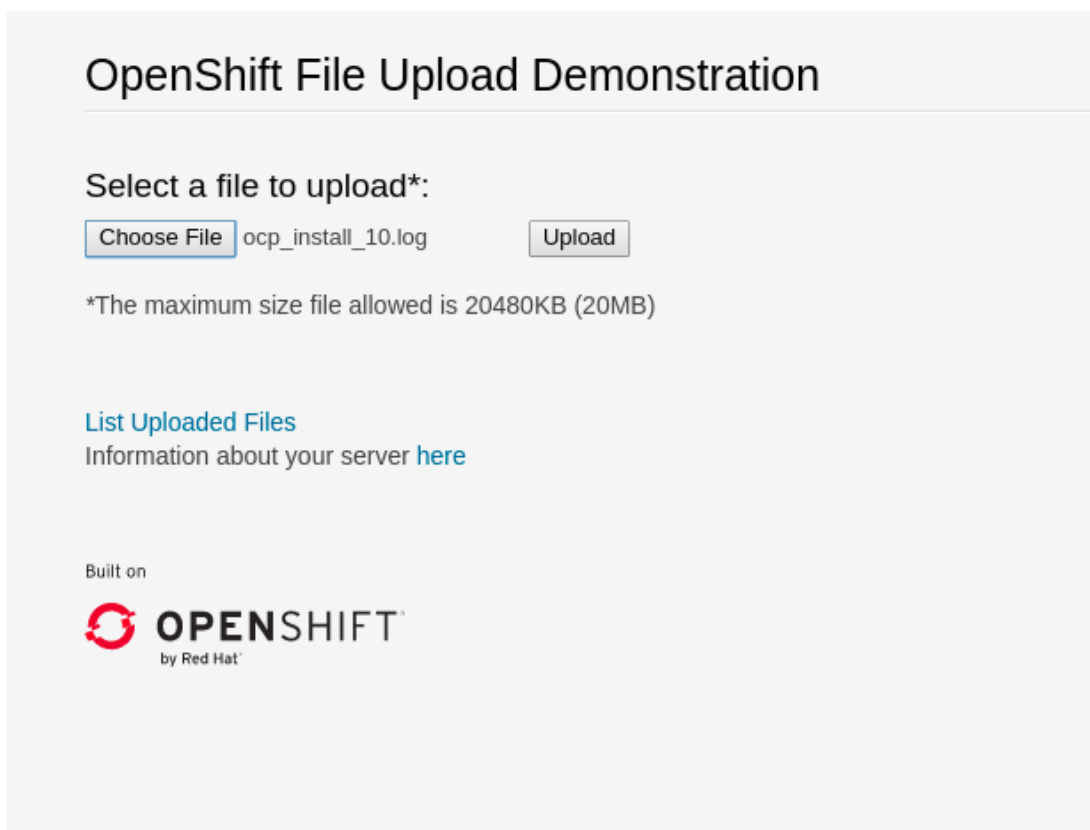 OpenShift File Upload Demonstration
Select a file to upload*:
Choose File ocp_install_10.log Upload
*The maximum size file allowed is 20480KB (20MB)
List Uploaded Files
Information about your server here
Built on
OPENSHIFT
by Red Hat